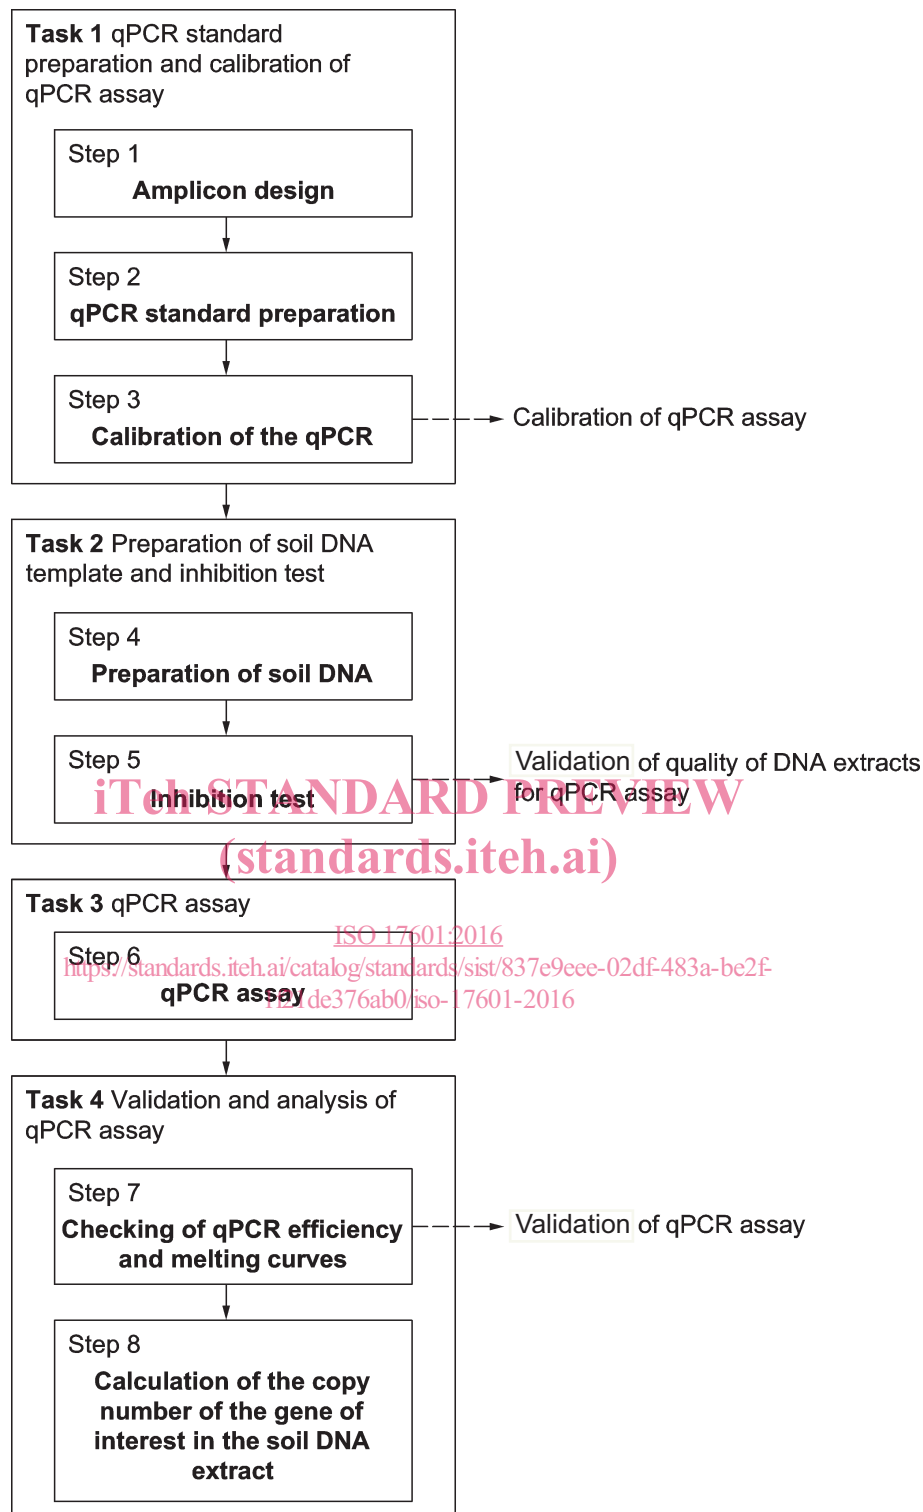 Task 1 qPCR standard
preparation and calibration of
qPCR assay
Step 1
Amplicon design
Step 2
qPCR standard preparation
Step 3
Calibration of the qPCR
Calibration of qPCR assay
Task 2 Preparation of soil DNA
template and inhibition test
Step 4
Preparation of soil DNA
Step 5
Inhibition test
Validation of quality of DNA extracts
for qPCR assay
iTeh STANDARD PREVIEW
(standards.iteh.ai)
Task 3 qPCR assay
ISO 17601:2016
Step 6
https://standards.iteh.ai/catalog/standards/sist/837e9eee-02df-483a-be2f-
qPCR assay
1f21de376ab0/iso-17601-2016
Task 4 Validation and analysis of
qPCR assay
Step 7
Checking of qPCR efficiency
and melting curves
Validation of qPCR assay
Step 8
Calculation of the copy
number of the gene of
interest in the soil DNA
extract